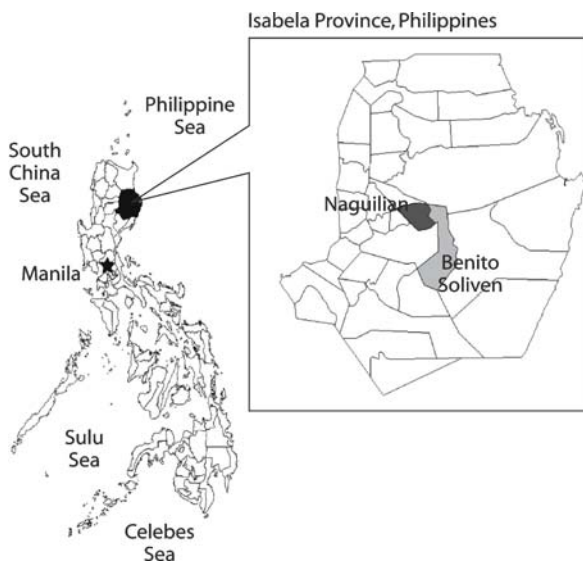 Isabela Province, Philippines
Philippine
Sea
South
China
Sea
Manila
Sulu
Sea
Celebes
Sea
Naguilian
Benito
Soliven